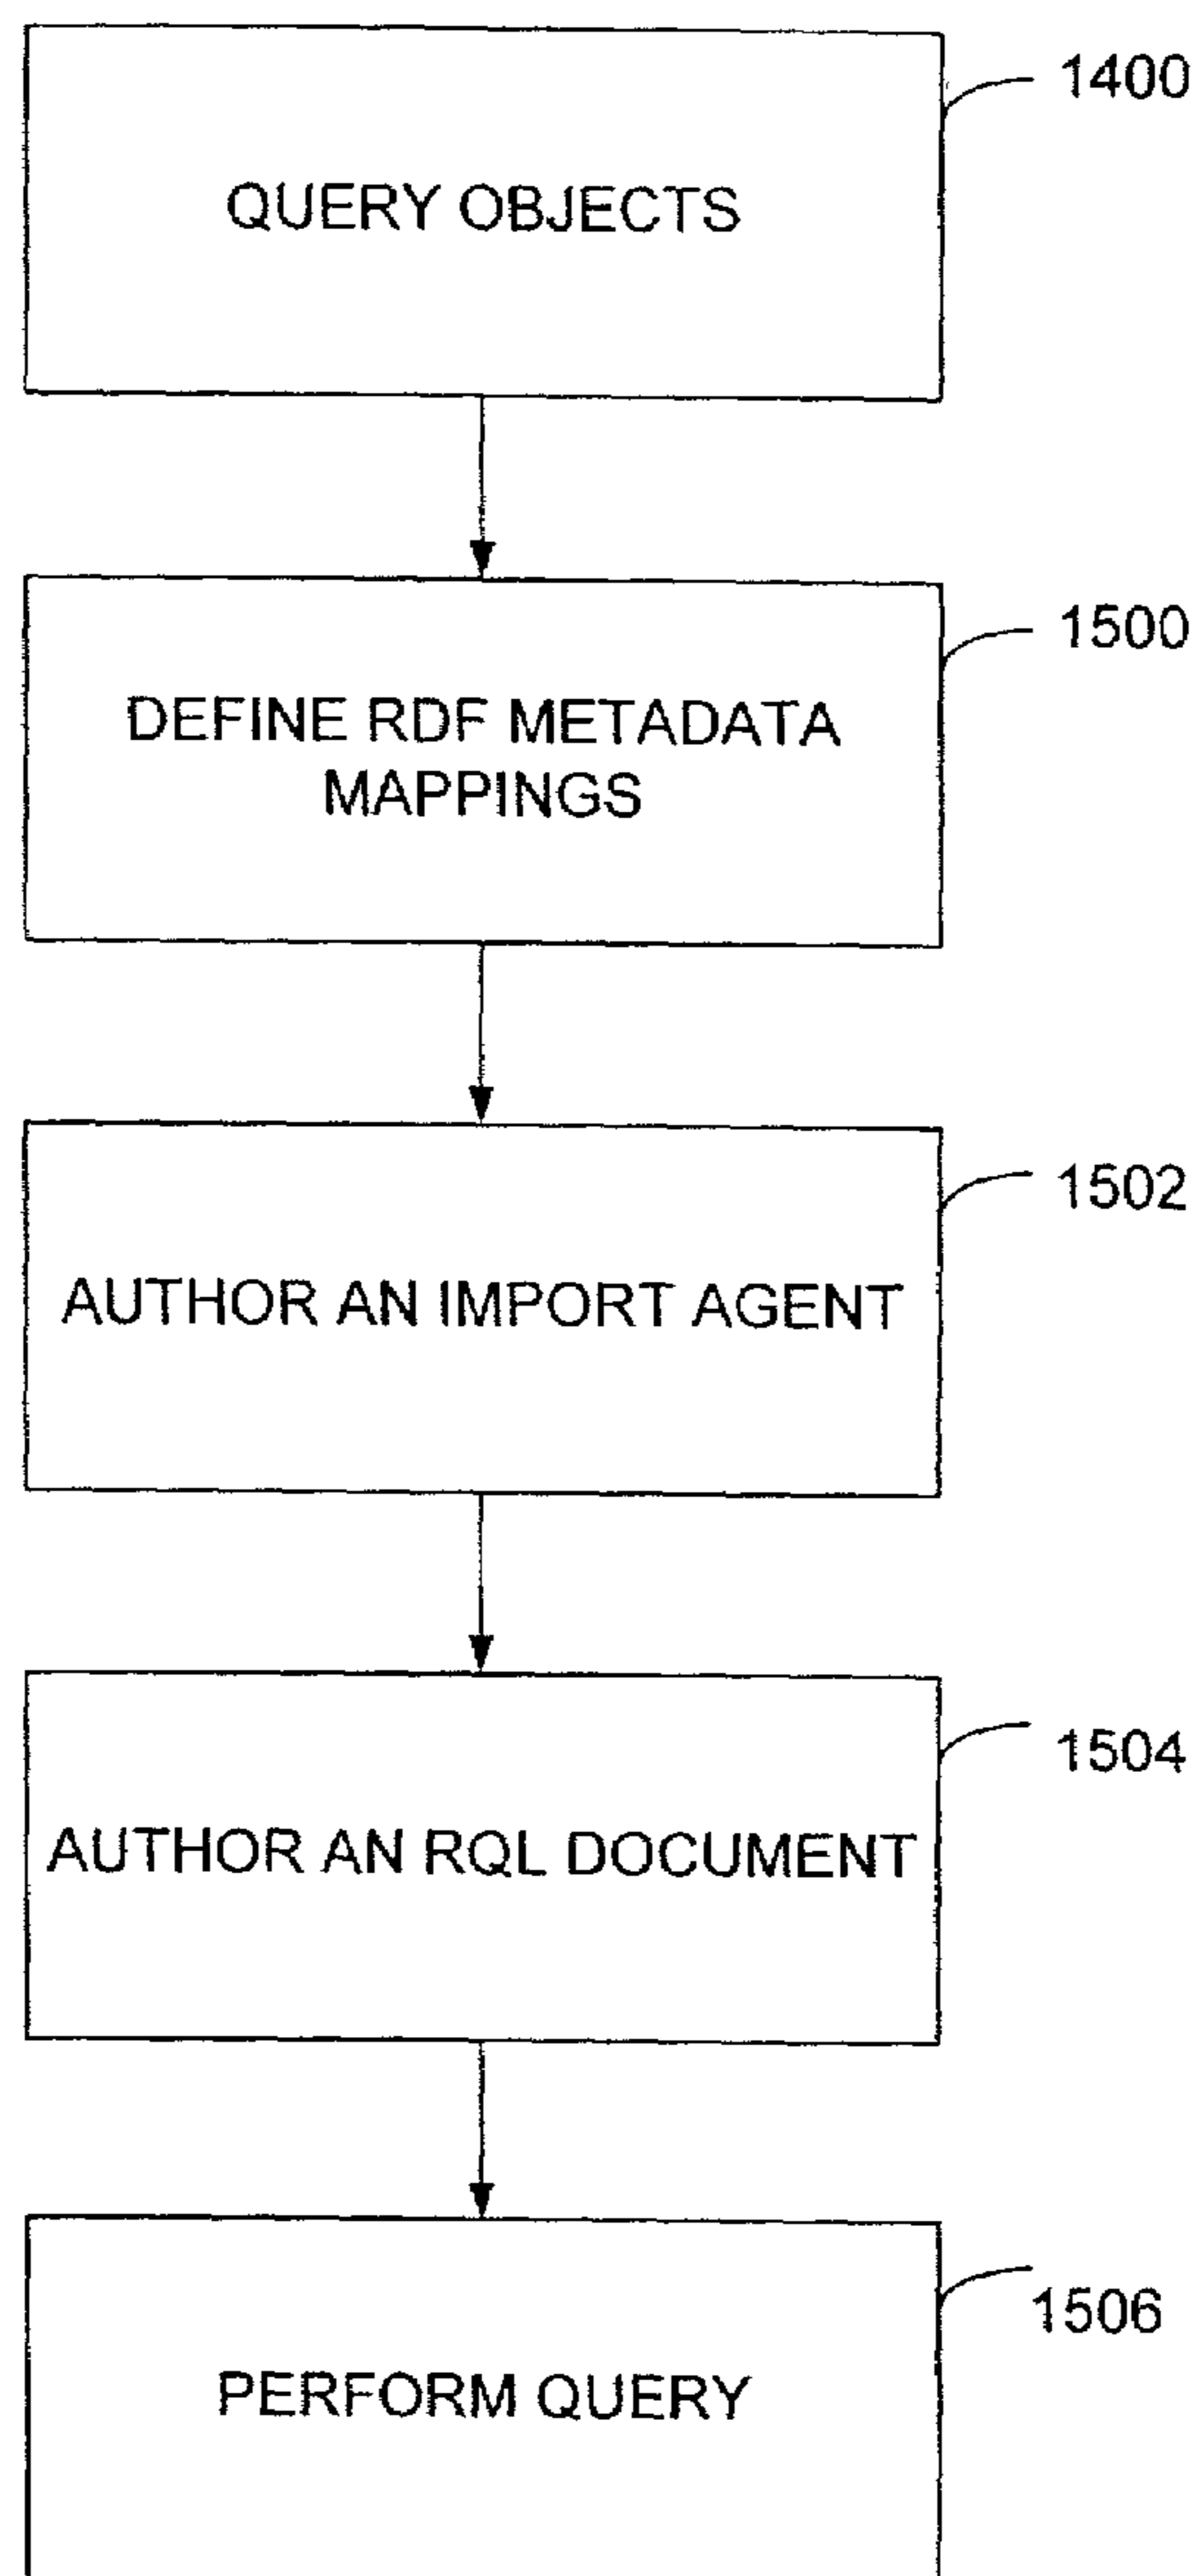 1400
QUERY OBJECTS
1500
DEFINE RDF METADATA
MAPPINGS
1502
AUTHOR AN IMPORT AGENT
1504
AUTHOR AN RQL DOCUMENT
1506
PERFORM QUERY